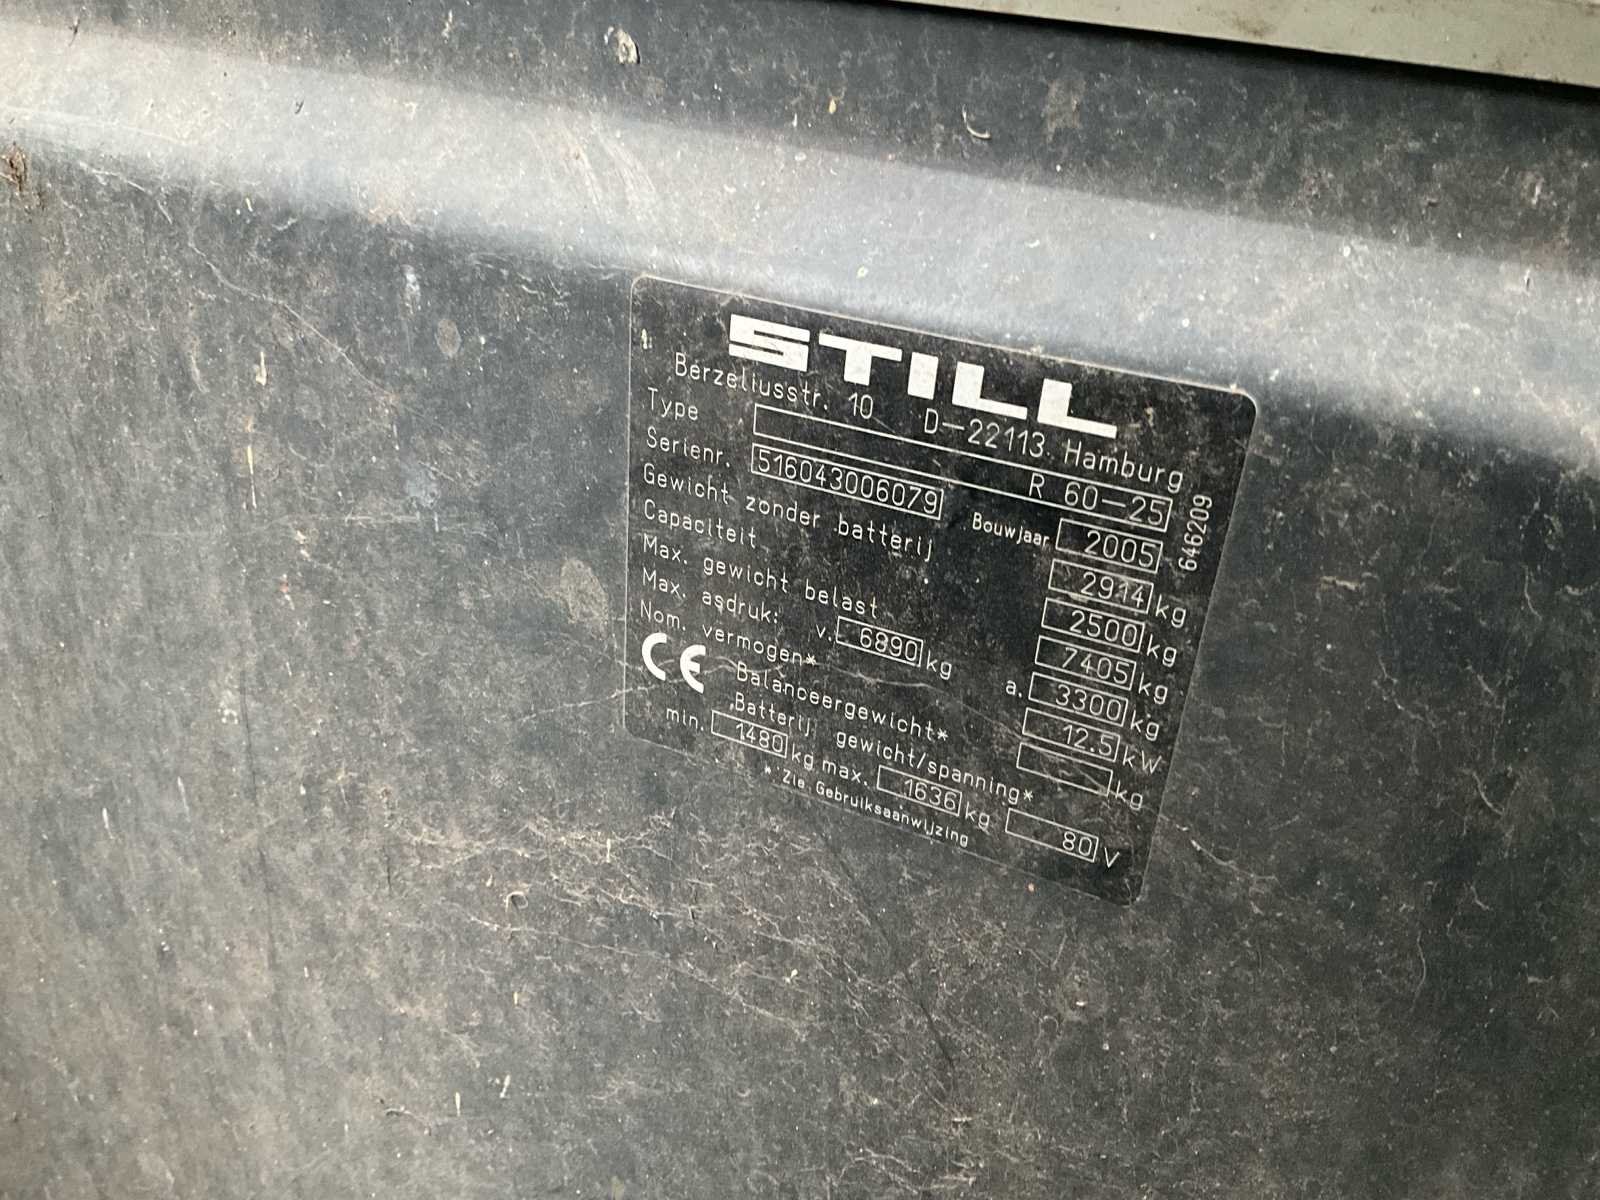 STILL
Berzeliusstr. 10 D-22113 Hamburg
Type R 60-25
Serienr. 516043006079 Bouwjaar 2005
646209
Gewicht zonder batterij 2914 kg
Capaciteit 2500 kg
Max. gewicht belast 7405 kg
Max. asdruk: v. 6890 kg a. 3300 kg
Nom. vermogen* 12.5 kW
CE Balanceergewicht* kg
Batterij gewicht/spanning*
min. 1480 kg max. 1636 kg 80 V
* Zie Gebruiksaanwijzing